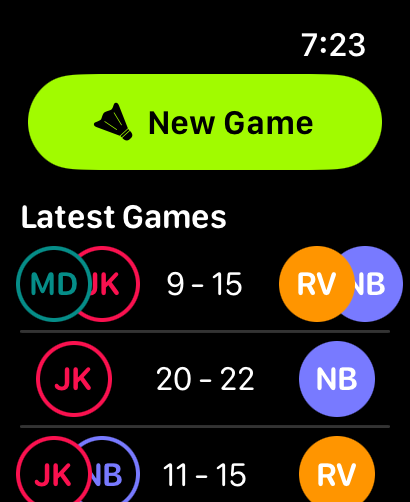 7:23
New Game
Latest Games
MD JK 9 - 15 RV NB
JK 20 - 22 NB
JK NB 11 - 15 RV